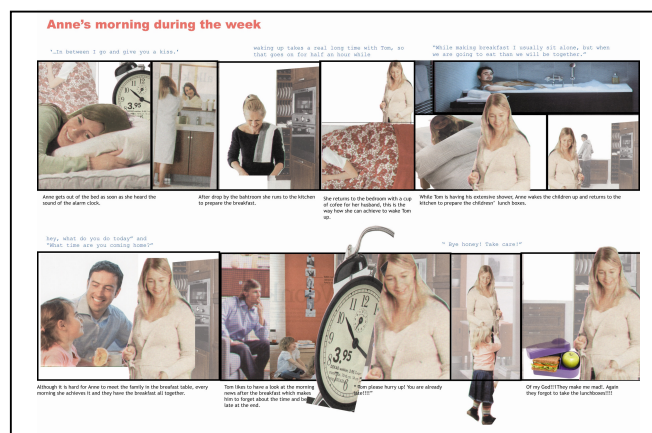 Anne's morning during the week
'…In between I go and give you a kiss.'
waking up takes a real long time with Tom, so
that goes on for half an hour while
"While making breakfast I usually sit alone, but when
we are going to eat than we will be together."
3.95
Anne gets out of the bed as soon as she heard the
sound of the alarm clock.
After drop by the bahtroom she runs to the kitchen
to prepare the breakfast.
She returns to the bedroom with a cup
of cofee for her husband, this is the
way how she can achieve to wake Tom
up.
While Tom is having his extensive shower, Anne wakes the children up and returns to the
kitchen to prepare the childrens' lunch boxes.
hey, what do you do today" and
"What time are you coming home?"
" Bye honey! Take care!"
3.95
Although it is hard for Anne to meet the family in the breafast table, every
morning she achieves it and they have the breakfast all together.
Tom likes to have a look at the morning
news after the breakfast which makes
him to forget about the time and be
late at the end.
" Tom please hurry up! You are already
late!!!!"
Of my God!!!They make me mad!. Again
they forgot to take the lunchboxes!!!!